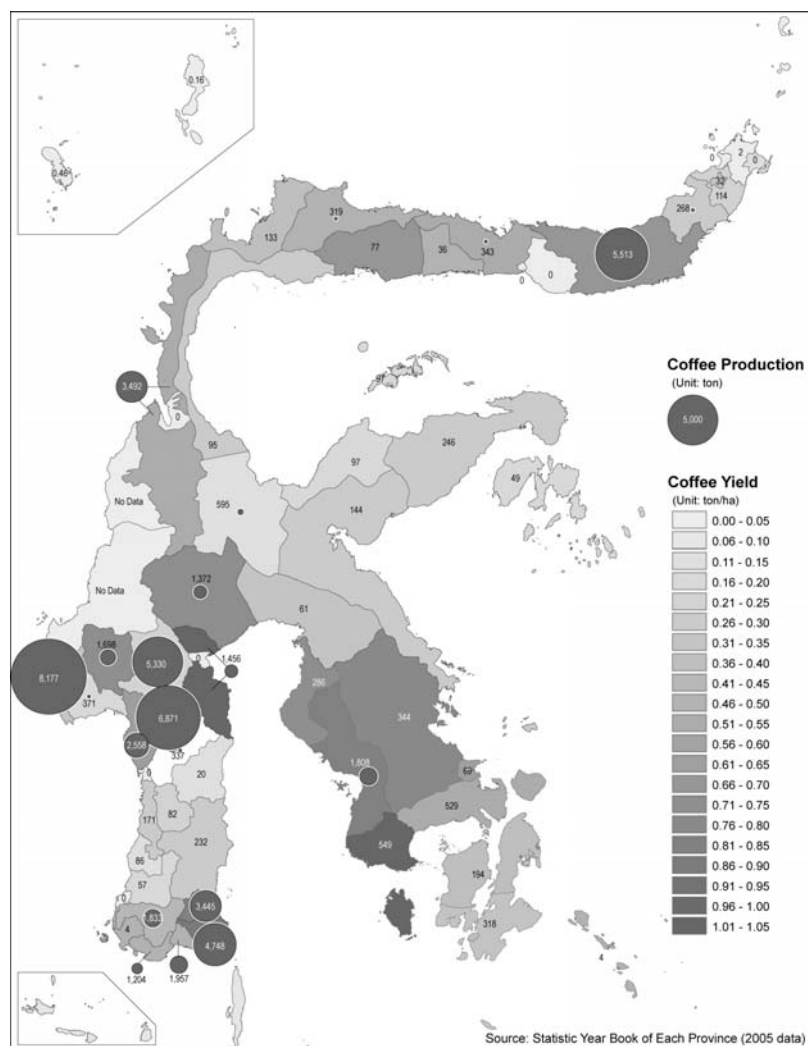 0.16
0.46
2
0
0
32
114
268
319
133
77
36
343
5,513
0
0
3,492
0
95
97
246
49
No Data
595
144
No Data
1,372
61
1,698
5,330
0
1,456
8,177
371
286
344
6,871
2,558
337
1,808
69
0
20
529
171
82
232
549
86
194
57
0
3,445
1,833
4
318
4,748
4
1,204
1,957
Coffee Production
(Unit: ton)
5,000
Coffee Yield
(Unit: ton/ha)
0.00 - 0.05
0.06 - 0.10
0.11 - 0.15
0.16 - 0.20
0.21 - 0.25
0.26 - 0.30
0.31 - 0.35
0.36 - 0.40
0.41 - 0.45
0.46 - 0.50
0.51 - 0.55
0.56 - 0.60
0.61 - 0.65
0.66 - 0.70
0.71 - 0.75
0.76 - 0.80
0.81 - 0.85
0.86 - 0.90
0.91 - 0.95
0.96 - 1.00
1.01 - 1.05
Source: Statistic Year Book of Each Province (2005 data)